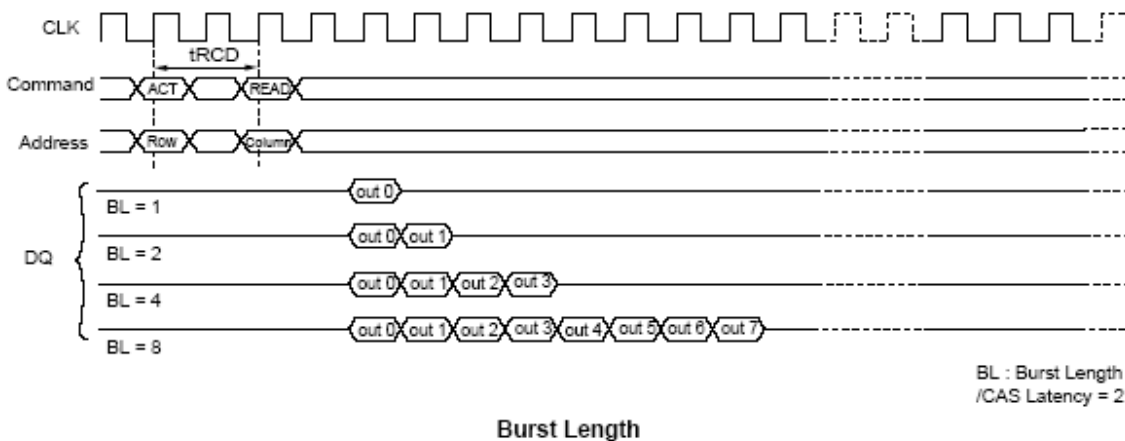 CLK
tRCD
Command ACT READ
Address Row Column
out 0
BL = 1
out 0 out 1
BL = 2
DQ
out 0 out 1 out 2 out 3
BL = 4
out 0 out 1 out 2 out 3 out 4 out 5 out 6 out 7
BL = 8
BL : Burst Length
/CAS Latency = 2
Burst Length